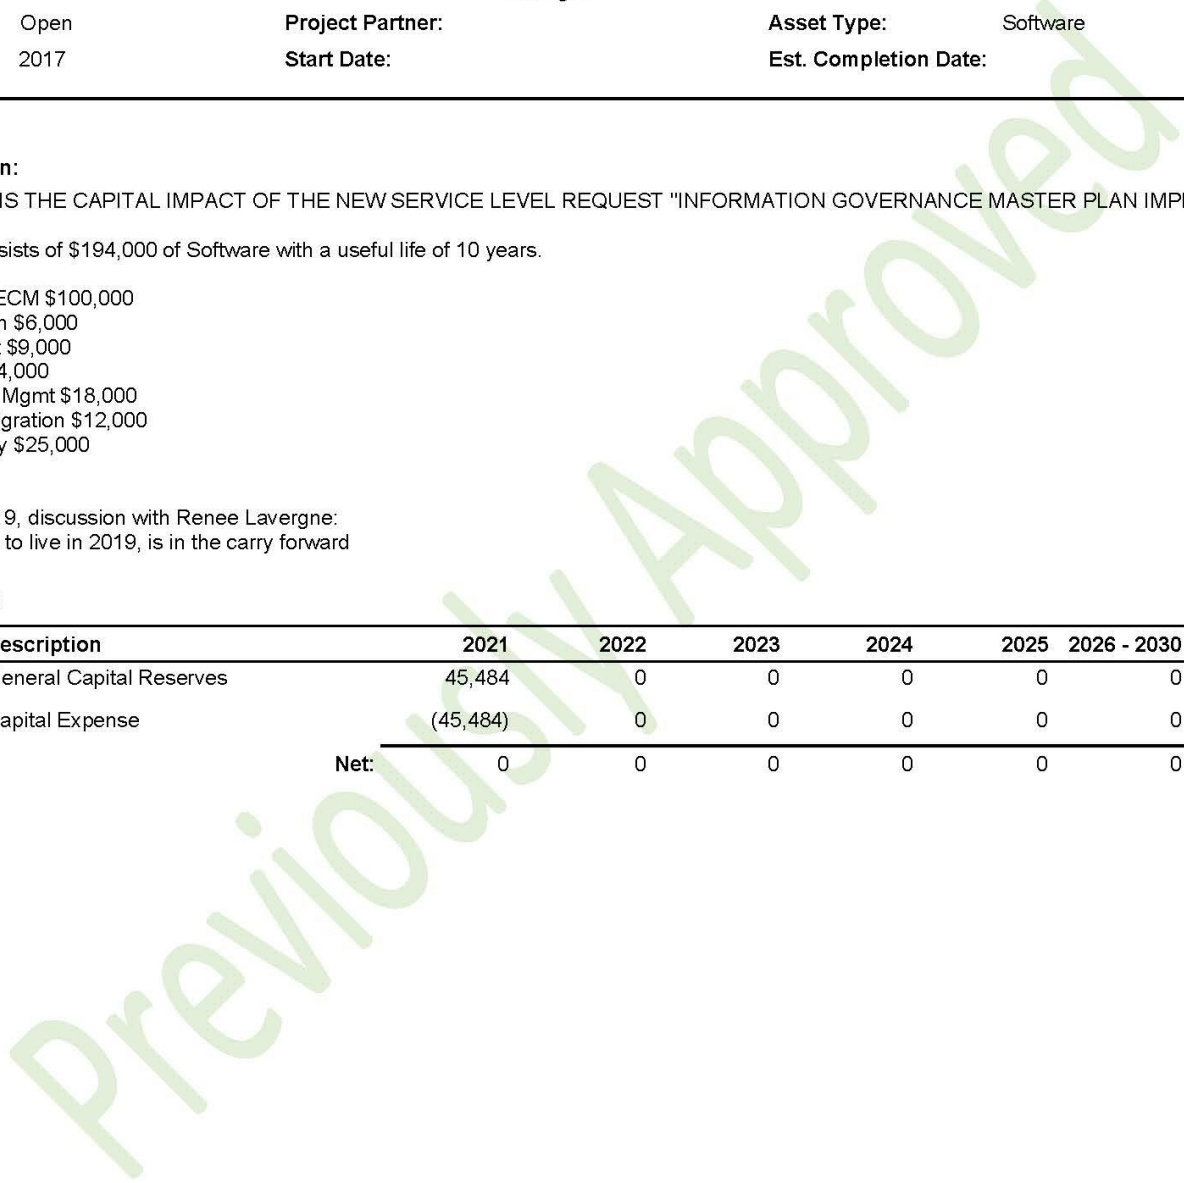 Open Project Partner: Asset Type: Software
2017 Start Date: Est. Completion Date:
n:
IS THE CAPITAL IMPACT OF THE NEW SERVICE LEVEL REQUEST "INFORMATION GOVERNANCE MASTER PLAN IMP
sists of $194,000 of Software with a useful life of 10 years.
ECM $100,000
n $6,000
t $9,000
4,000
Mgmt $18,000
gration $12,000
y $25,000
9, discussion with Renee Lavergne:
to live in 2019, is in the carry forward
escription 2021 2022 2023 2024 2025 2026 - 2030
eneral Capital Reserves 45,484 0 0 0 0 0
apital Expense (45,484) 0 0 0 0 0
Net: 0 0 0 0 0 0
Previously Approved